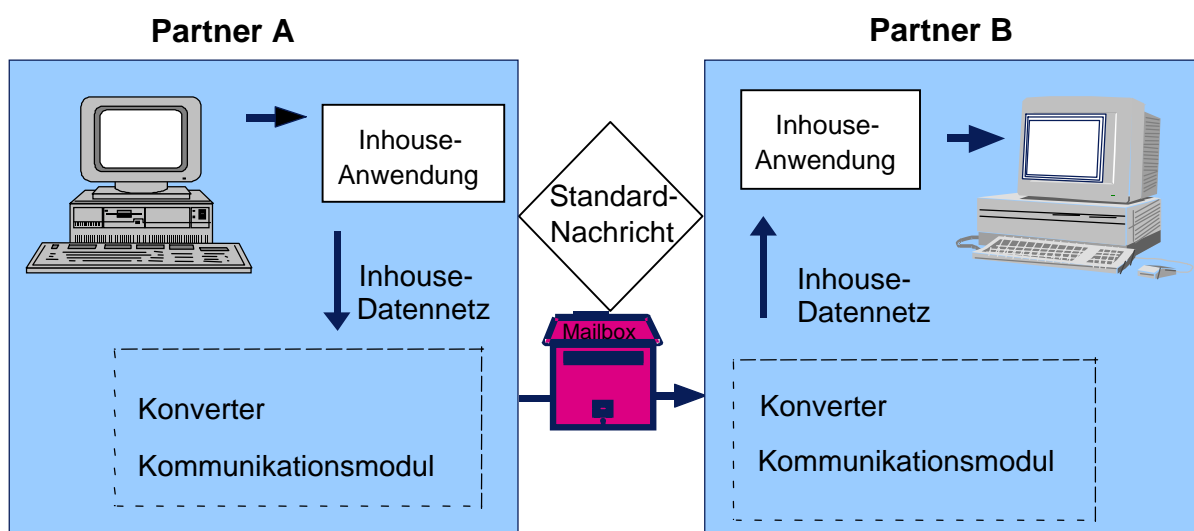 Partner A
Partner B
Inhouse-
Anwendung
Inhouse-
Datennetz
Konverter
Kommunikationsmodul
Standard-
Nachricht
Mailbox
Inhouse-
Anwendung
Inhouse-
Datennetz
Konverter
Kommunikationsmodul